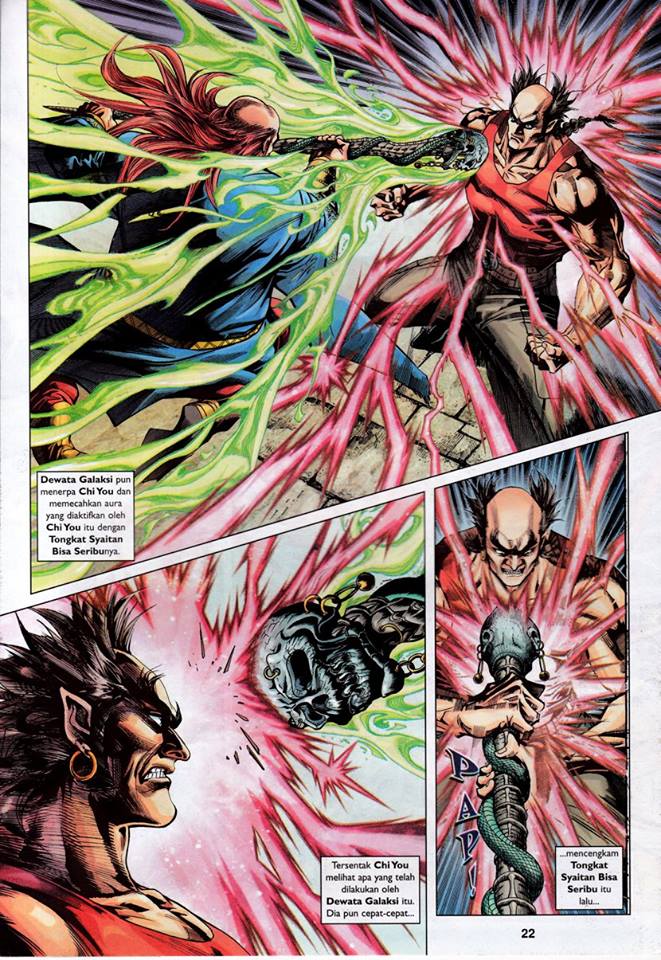 Dewata Galaksi pun
menerpa Chi You dan
memecahkan aura
yang diaktifkan oleh
Chi You itu dengan
Tongkat Syaitan
Bisa Seribunya.
Tersentak Chi You
melihat apa yang telah
dilakukan oleh
Dewata Galaksi itu.
Dia pun cepat-cepat...
PAP!
...mencengkam
Tongkat
Syaitan Bisa
Seribu itu
lalu...
22